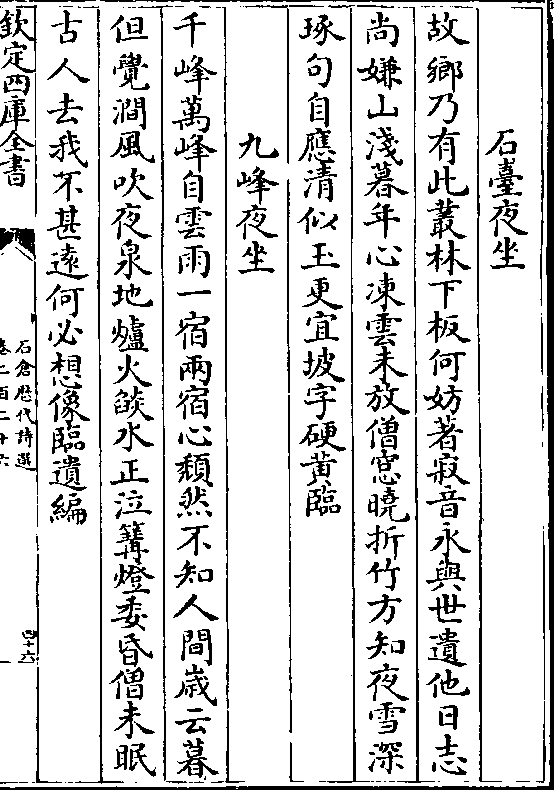 石臺夜坐
故鄉乃有此叢林下板何妨著寂音永與世遺他日志
尚嫌山淺暮年心凍雲未放僧窓曉折竹方知夜雪深
琢句自應清似玉更宜坡字硬黃臨
九峰夜坐
千峰萬峰自雲雨一宿兩宿心頹然不知人間歲云暮
但覺澗風吹夜泉地爐火燄水正泣篝燈委昏僧未眠
古人去我不甚遠何必想像臨遺編
欽定四庫全書
石倉歷代詩選
卷二百二十六
四十六